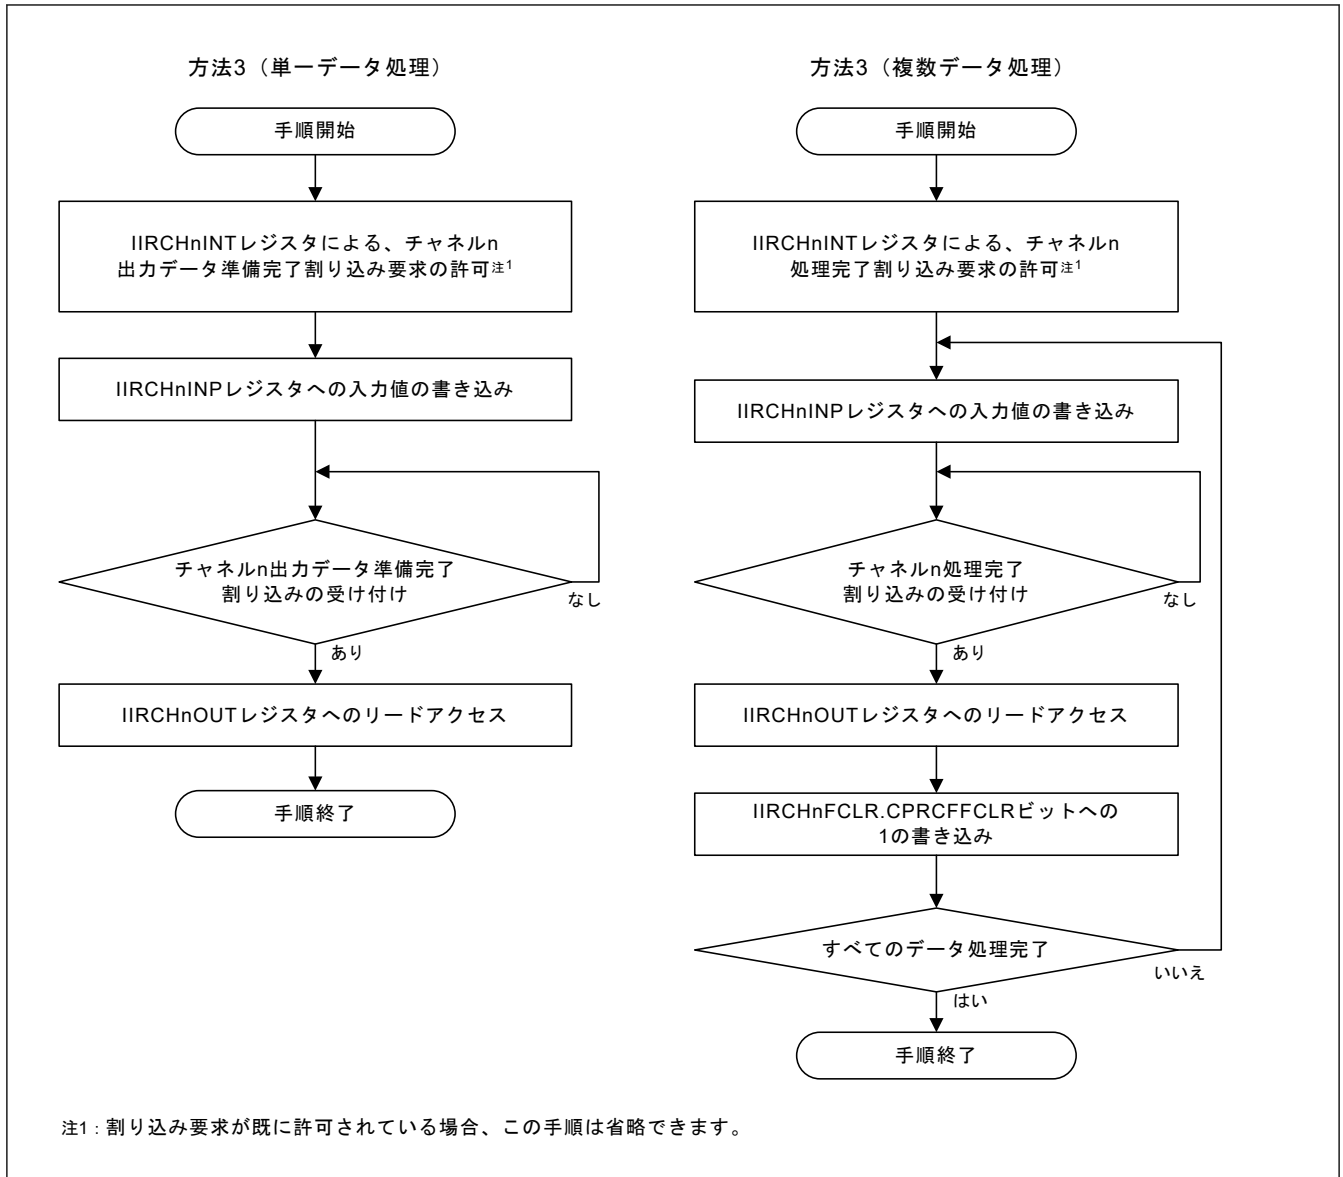 方法3（単一データ処理）
手順開始
IIRCHnINTレジスタによる、チャネルn
出力データ準備完了割り込み要求の許可注1
IIRCHnINPレジスタへの入力値の書き込み
チャネルn出力データ準備完了
割り込みの受け付け
なし
あり
IIRCHnOUTレジスタへのリードアクセス
手順終了
方法3（複数データ処理）
手順開始
IIRCHnINTレジスタによる、チャネルn
処理完了割り込み要求の許可注1
IIRCHnINPレジスタへの入力値の書き込み
チャネルn処理完了
割り込みの受け付け
なし
あり
IIRCHnOUTレジスタへのリードアクセス
IIRCHnFCLR.CPRCFFCLRビットへの
1の書き込み
すべてのデータ処理完了
いいえ
はい
手順終了
注1：割り込み要求が既に許可されている場合、この手順は省略できます。